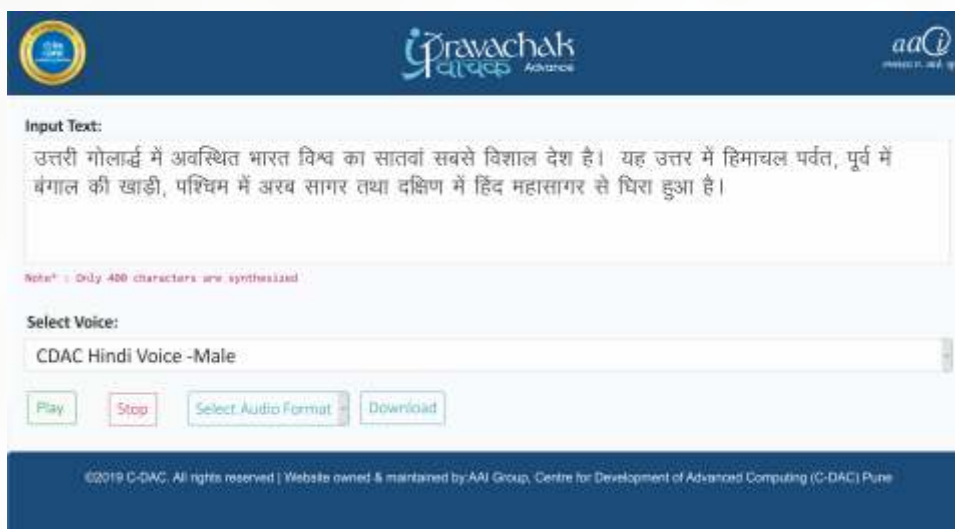 Pravachak
वाचक Advance
aai
Input Text:
उत्तरी गोलार्द्ध में अवस्थित भारत विश्व का सातवां सबसे विशाल देश है। यह उत्तर में हिमाचल पर्वत, पूर्व में
बंगाल की खाडी, पश्चिम में अरब सागर तथा दक्षिण में हिंद महासागर से घिरा हुआ है।
Note* : Only 400 characters are synthesized
Select Voice:
CDAC Hindi Voice -Male
Play Stop Select Audio Format Download
©2019 C-DAC. All rights reserved | Website owned & maintained by:AAI Group, Centre for Development of Advanced Computing (C-DAC) Pune